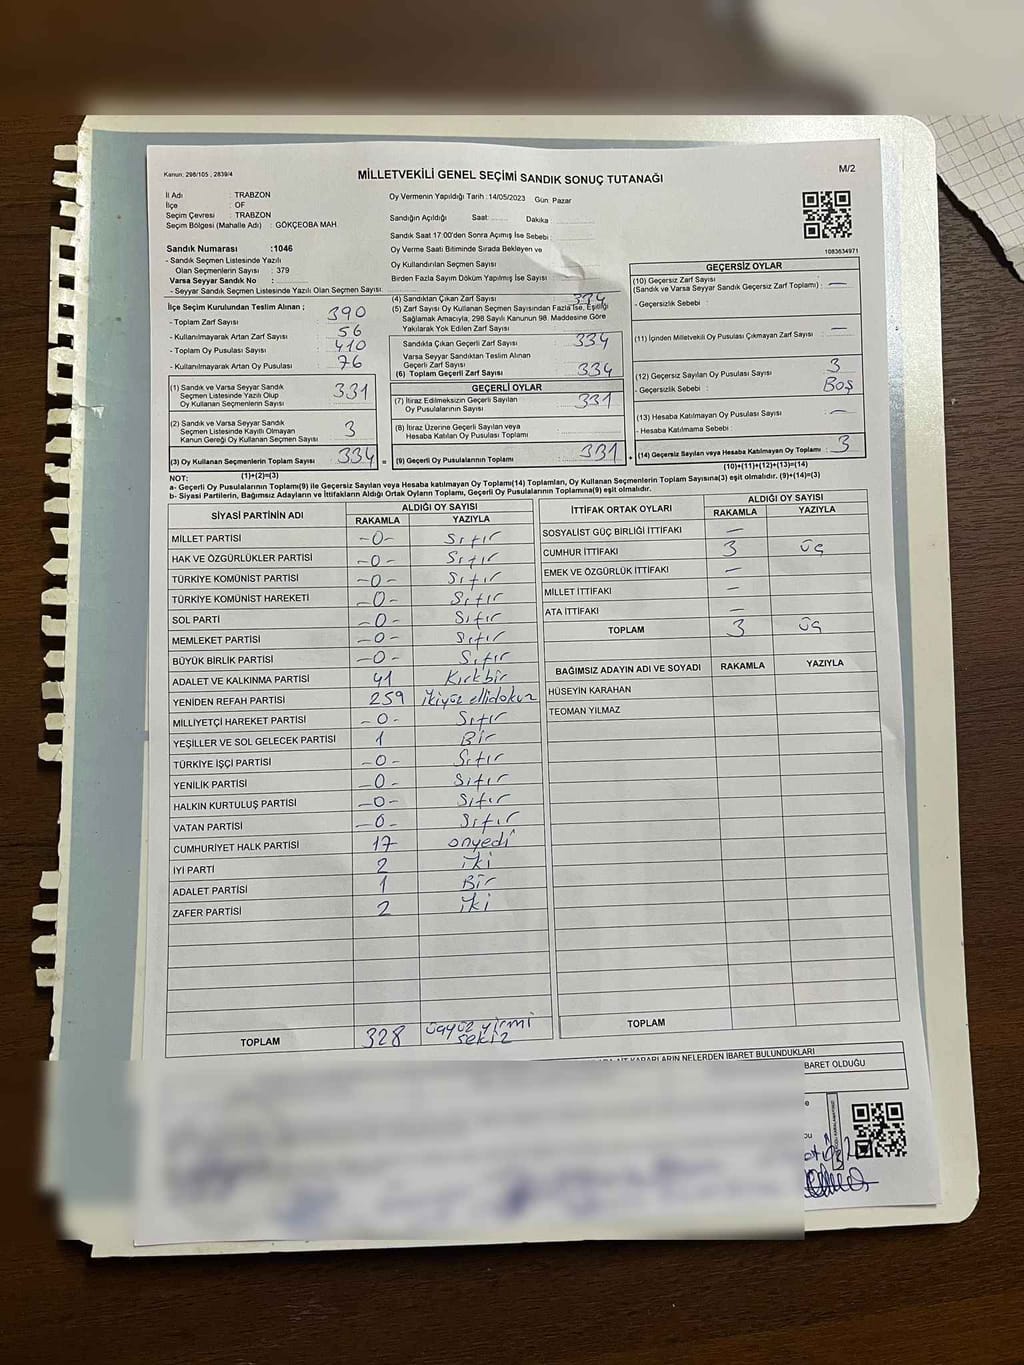 Kanun: 298/105 , 2839/4
MİLLETVEKİLİ GENEL SEÇİMİ SANDIK SONUÇ TUTANAĞI
M/2
İl Adı : TRABZON
İlçe : OF
Seçim Çevresi : TRABZON
Seçim Bölgesi (Mahalle Adı) : GÖKÇEOBA MAH
Oy Vermenin Yapıldığı Tarih :14/05/2023 Gün: Pazar
Sandığın Açıldığı Saat: ...... Dakika ............
Sandık Saat 17:00'den Sonra Açımış İse Sebebi
Oy Verme Saati Bitiminde Sırada Bekleyen ve
Oy Kullandırılan Seçmen Sayısı
Birden Fazla Sayım Döküm Yapılmış İse Sayısı
1083634971
Sandık Numarası :1046
- Sandık Seçmen Listesinde Yazılı
Olan Seçmenlerin Sayısı : 379
Varsa Seyyar Sandık No :
- Seyyar Sandık Seçmen Listesinde Yazılı Olan Seçmen Sayısı:
İlçe Seçim Kurulundan Teslim Alınan ;
- Toplam Zarf Sayısı : 390
- Kullanılmayarak Artan Zarf Sayısı : 56
- Toplam Oy Pusulası Sayısı : 410
- Kullanılmayarak Artan Oy Pusulası : 76
(1) Sandık ve Varsa Seyyar Sandık
Seçmen Listesinde Yazılı Olup
Oy Kullanan Seçmenlerin Sayısı 331
(2) Sandık ve Varsa Seyyar Sandık
Seçmen Listesinde Kayıtlı Olmayan
Kanun Gereği Oy Kullanan Seçmen Sayısı 3
(3) Oy Kullanan Seçmenlerin Toplam Sayısı 334
(4) Sandıktan Çıkan Zarf Sayısı 334
(5) Zarf Sayısı Oy Kullanan Seçmen Sayısından Fazla İse, Eşitliği
Sağlamak Amacıyla, 298 Sayılı Kanunun 98. Maddesine Göre
Yakılarak Yok Edilen Zarf Sayısı
Sandıkla Çıkan Geçerli Zarf Sayısı 334
Varsa Seyyar Sandıktan Teslim Alınan
Geçerli Zarf Sayısı
(6) Toplam Geçerli Zarf Sayısı 334
GEÇERLİ OYLAR
(7) İtiraz Edilmeksizin Geçerli Sayılan
Oy Pusulalarının Sayısı 331
(8) İtiraz Üzerine Geçerli Sayılan veya
Hesaba Katılan Oy Pusulası Toplamı
= (9) Geçerli Oy Pusulalarının Toplamı 331
GEÇERSİZ OYLAR
(10) Geçersiz Zarf Sayısı
(Sandık ve Varsa Seyyar Sandık Geçersiz Zarf Toplamı) : —
- Geçersizlik Sebebi :
(11) İçinden Milletvekili Oy Pusulası Çıkmayan Zarf Sayısı : —
(12) Geçersiz Sayılan Oy Pusulası Sayısı : 3
- Geçersizlik Sebebi : Boş
(13) Hesaba Katılmayan Oy Pusulası Sayısı : —
- Hesaba Katılmama Sebebi :
+ (14) Geçersiz Sayılan veya Hesaba Katılmayan Oy Toplamı : 3
NOT: (1)+(2)=(3)
(10)+(11)+(12)+(13)=(14)
a- Geçerli Oy Pusulalarının Toplamı(9) ile Geçersiz Sayılan veya Hesaba Katılmayan Oy Toplamı(14) Toplamları, Oy Kullanan Seçmenlerin Toplam Sayısına(3) eşit olmalıdır. (9)+(14)=(3)
b- Siyasi Partilerin, Bağımsız Adayların ve İttifakların Aldığı Ortak Oyların Toplamı, Geçerli Oy Pusulalarının Toplamına(9) eşit olmalıdır.
SİYASİ PARTİNİN ADI ALDIĞI OY SAYISI
RAKAMLA YAZIYLA
MİLLET PARTİSİ -0- Sıfır
HAK VE ÖZGÜRLÜKLER PARTİSİ -0- Sıfır
TÜRKİYE KOMÜNİST PARTİSİ -0- Sıfır
TÜRKİYE KOMÜNİST HAREKETİ -0- Sıfır
SOL PARTİ -0- Sıfır
MEMLEKET PARTİSİ -0- Sıfır
BÜYÜK BİRLİK PARTİSİ -0- Sıfır
ADALET VE KALKINMA PARTİSİ 41 Kırkbir
YENİDEN REFAH PARTİSİ 259 ikiyüz ellidokuz
MİLLİYETÇİ HAREKET PARTİSİ -0- Sıfır
YEŞİLLER VE SOL GELECEK PARTİSİ 1 Bir
TÜRKİYE İŞÇİ PARTİSİ -0- Sıfır
YENİLİK PARTİSİ -0- Sıfır
HALKIN KURTULUŞ PARTİSİ -0- Sıfır
VATAN PARTİSİ -0- Sıfır
CUMHURİYET HALK PARTİSİ 17 onyedi
İYİ PARTİ 2 iki
ADALET PARTİSİ 1 Bir
ZAFER PARTİSİ 2 iki
TOPLAM 328 üçyüz yirmi
sekiz
İTTİFAK ORTAK OYLARI ALDIĞI OY SAYISI
RAKAMLA YAZIYLA
SOSYALİST GÜÇ BİRLİĞİ İTTİFAKI —
CUMHUR İTTİFAKI 3 üç
EMEK VE ÖZGÜRLÜK İTTİFAKI —
MİLLET İTTİFAKI —
ATA İTTİFAKI —
TOPLAM 3 üç
BAĞIMSIZ ADAYIN ADI VE SOYADI RAKAMLA YAZIYLA
HÜSEYİN KARAHAN
TEOMAN YILMAZ
TOPLAM
KARARLARIN NELERDEN İBARET BULUNDUKLARI
BARET OLDUĞU